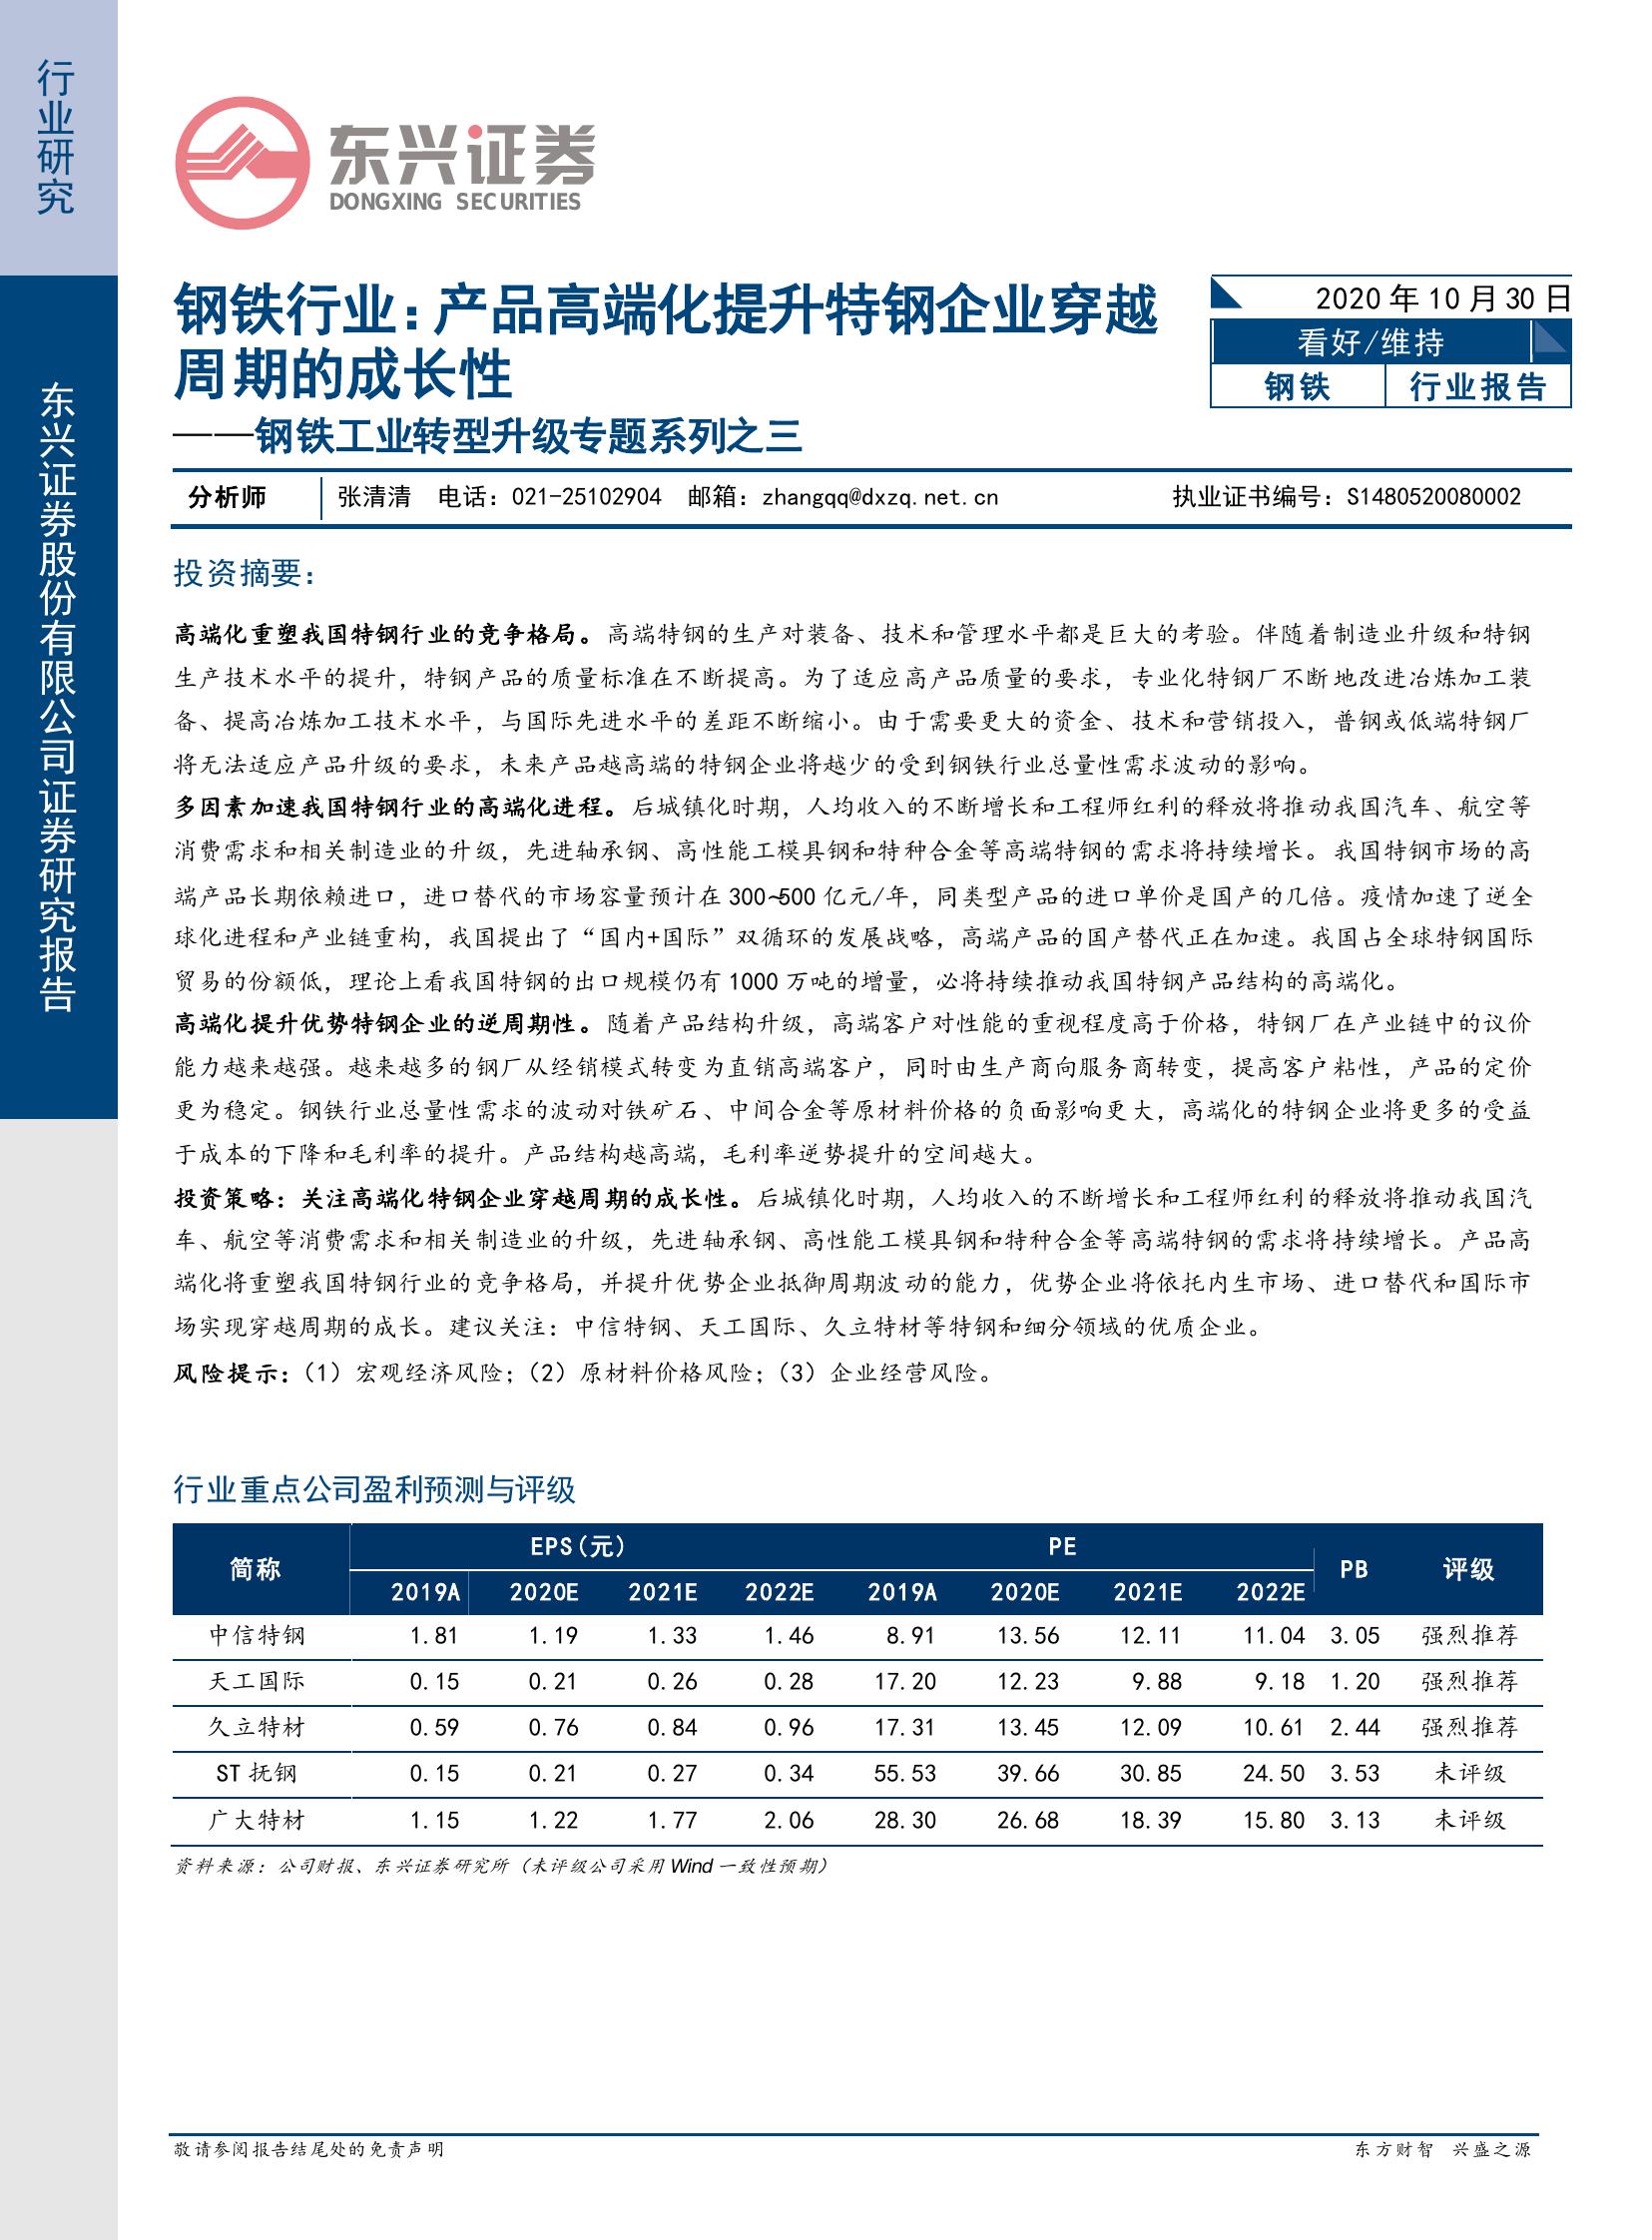 行业研究
东兴证券股份有限公司证券研究报告
东兴证券
DONGXING SECURITIES
钢铁行业：产品高端化提升特钢企业穿越
周期的成长性
——钢铁工业转型升级专题系列之三
2020 年 10 月 30 日
看好/维持
钢铁 行业报告
分析师 张清清 电话：021-25102904 邮箱：zhangqq@dxzq.net.cn 执业证书编号：S1480520080002
投资摘要：
高端化重塑我国特钢行业的竞争格局。高端特钢的生产对装备、技术和管理水平都是巨大的考验。伴随着制造业升级和特钢
生产技术水平的提升，特钢产品的质量标准在不断提高。为了适应高产品质量的要求，专业化特钢厂不断地改进冶炼加工装
备、提高冶炼加工技术水平，与国际先进水平的差距不断缩小。由于需要更大的资金、技术和营销投入，普钢或低端特钢厂
将无法适应产品升级的要求，未来产品越高端的特钢企业将越少的受到钢铁行业总量性需求波动的影响。
多因素加速我国特钢行业的高端化进程。后城镇化时期，人均收入的不断增长和工程师红利的释放将推动我国汽车、航空等
消费需求和相关制造业的升级，先进轴承钢、高性能工模具钢和特种合金等高端特钢的需求将持续增长。我国特钢市场的高
端产品长期依赖进口，进口替代的市场容量预计在 300~500 亿元/年，同类型产品的进口单价是国产的几倍。疫情加速了逆全
球化进程和产业链重构，我国提出了“国内+国际”双循环的发展战略，高端产品的国产替代正在加速。我国占全球特钢国际
贸易的份额低，理论上看我国特钢的出口规模仍有 1000 万吨的增量，必将持续推动我国特钢产品结构的高端化。
高端化提升优势特钢企业的逆周期性。随着产品结构升级，高端客户对性能的重视程度高于价格，特钢厂在产业链中的议价
能力越来越强。越来越多的钢厂从经销模式转变为直销高端客户，同时由生产商向服务商转变，提高客户粘性，产品的定价
更为稳定。钢铁行业总量性需求的波动对铁矿石、中间合金等原材料价格的负面影响更大，高端化的特钢企业将更多的受益
于成本的下降和毛利率的提升。产品结构越高端，毛利率逆势提升的空间越大。
投资策略：关注高端化特钢企业穿越周期的成长性。后城镇化时期，人均收入的不断增长和工程师红利的释放将推动我国汽
车、航空等消费需求和相关制造业的升级，先进轴承钢、高性能工模具钢和特种合金等高端特钢的需求将持续增长。产品高
端化将重塑我国特钢行业的竞争格局，并提升优势企业抵御周期波动的能力，优势企业将依托内生市场、进口替代和国际市
场实现穿越周期的成长。建议关注：中信特钢、天工国际、久立特材等特钢和细分领域的优质企业。
风险提示：（1）宏观经济风险；（2）原材料价格风险；（3）企业经营风险。
行业重点公司盈利预测与评级
简称 EPS(元) PE PB 评级
2019A 2020E 2021E 2022E 2019A 2020E 2021E 2022E
中信特钢 1.81 1.19 1.33 1.46 8.91 13.56 12.11 11.04 3.05 强烈推荐
天工国际 0.15 0.21 0.26 0.28 17.20 12.23 9.88 9.18 1.20 强烈推荐
久立特材 0.59 0.76 0.84 0.96 17.31 13.45 12.09 10.61 2.44 强烈推荐
ST 抚钢 0.15 0.21 0.27 0.34 55.53 39.66 30.85 24.50 3.53 未评级
广大特材 1.15 1.22 1.77 2.06 28.30 26.68 18.39 15.80 3.13 未评级
资料来源：公司财报、东兴证券研究所（未评级公司采用 Wind 一致性预期）
敬请参阅报告结尾处的免责声明 东方财智 兴盛之源